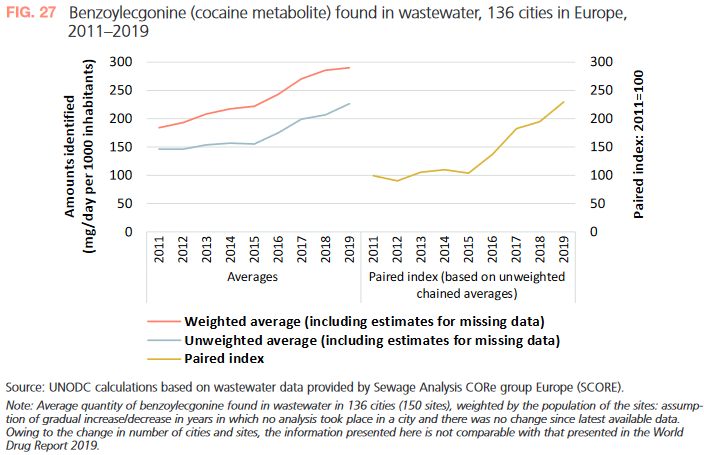 FIG. 27 Benzoylecgonine (cocaine metabolite) found in wastewater, 136 cities in Europe,
2011–2019
Amounts identified
(mg/day per 1000 inhabitants)
300
250
200
150
100
50
0
2011
2012
2013
2014
2015
2016
2017
2018
2019
Averages
2011
2012
2013
2014
2015
2016
2017
2018
2019
Paired index (based on unweighted
chained averages)
300
250
200
150
100
50
0
Paired index: 2011=100
Weighted average (including estimates for missing data)
Unweighted average (including estimates for missing data)
Paired index
Source: UNODC calculations based on wastewater data provided by Sewage Analysis CORe group Europe (SCORE).
Note: Average quantity of benzoylecgonine found in wastewater in 136 cities (150 sites), weighted by the population of the sites: assump-
tion of gradual increase/decrease in years in which no analysis took place in a city and there was no change since latest available data.
Owing to the change in number of cities and sites, the information presented here is not comparable with that presented in the World
Drug Report 2019.